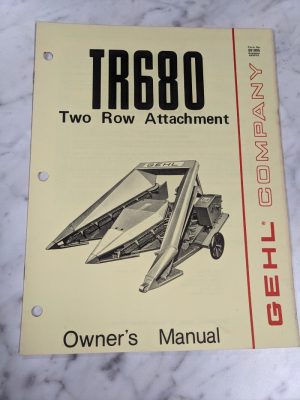 TR680
Two Row Attachment
GEHL
GEHL® COMPANY
Owner's Manual